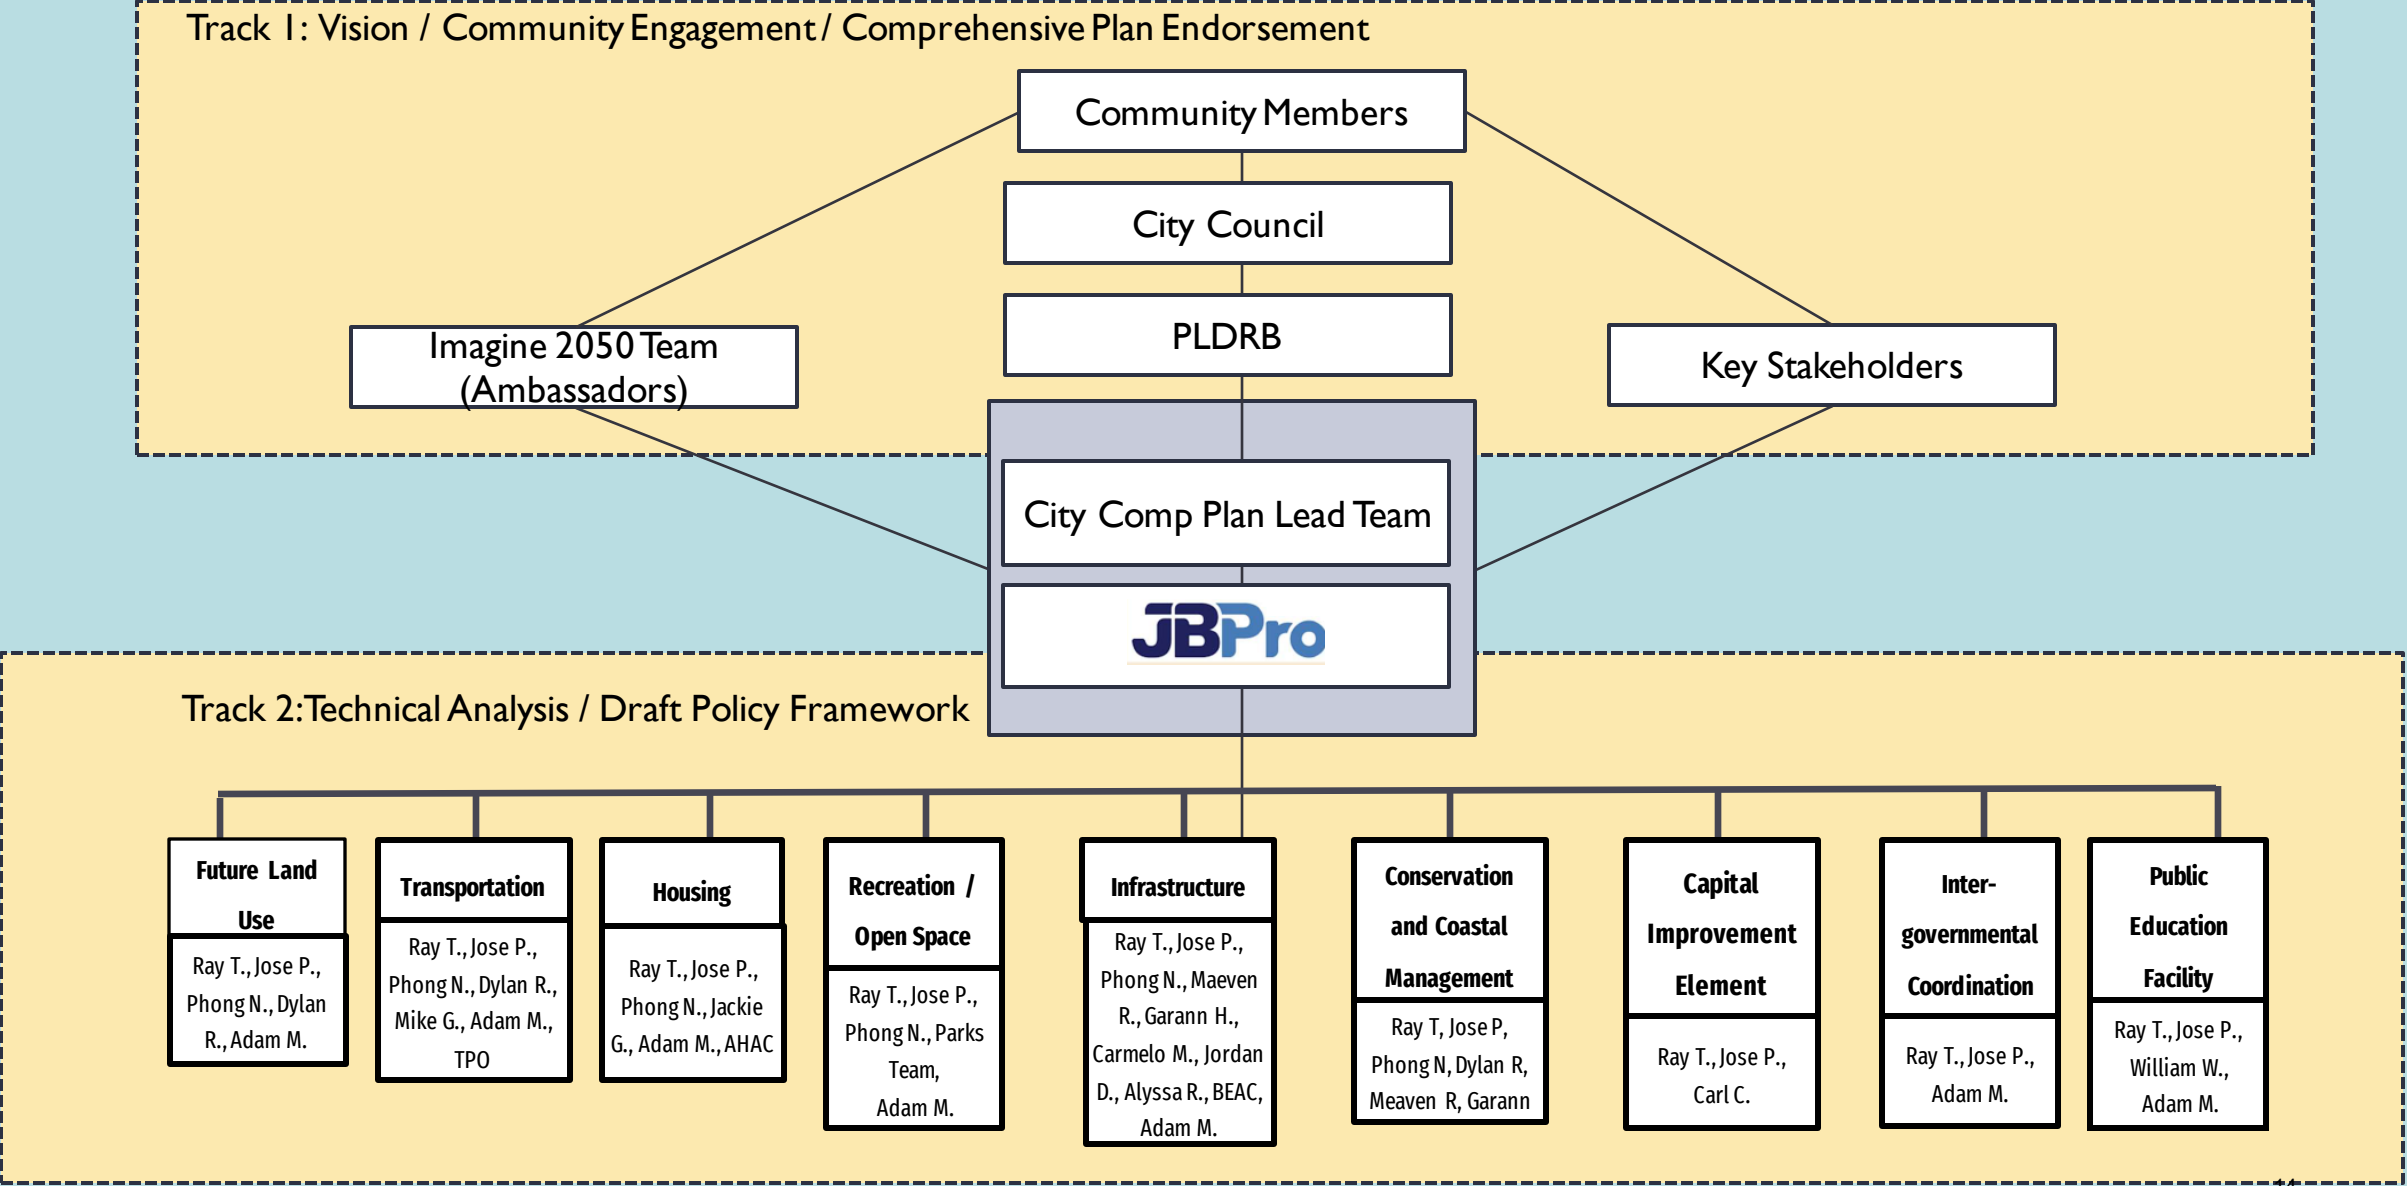 Track 1: Vision / Community Engagement / Comprehensive Plan Endorsement
Community Members
City Council
PLDRB
Imagine 2050 Team
(Ambassadors)
Key Stakeholders
City Comp Plan Lead Team
JBPro
Track 2: Technical Analysis / Draft Policy Framework
Future Land
Use
Ray T., Jose P.,
Phong N., Dylan
R., Adam M.
Transportation
Ray T., Jose P.,
Phong N., Dylan R.,
Mike G., Adam M.,
TPO
Housing
Ray T., Jose P.,
Phong N., Jackie
G., Adam M., AHAC
Recreation /
Open Space
Ray T., Jose P.,
Phong N., Parks
Team,
Adam M.
Infrastructure
Ray T., Jose P.,
Phong N., Maeven
R., Garann H.,
Carmelo M., Jordan
D., Alyssa R., BEAC,
Adam M.
Conservation
and Coastal
Management
Ray T, Jose P,
Phong N, Dylan R,
Meaven R, Garann
Capital
Improvement
Element
Ray T., Jose P.,
Carl C.
Inter-
governmental
Coordination
Ray T., Jose P.,
Adam M.
Public
Education
Facility
Ray T., Jose P.,
William W.,
Adam M.